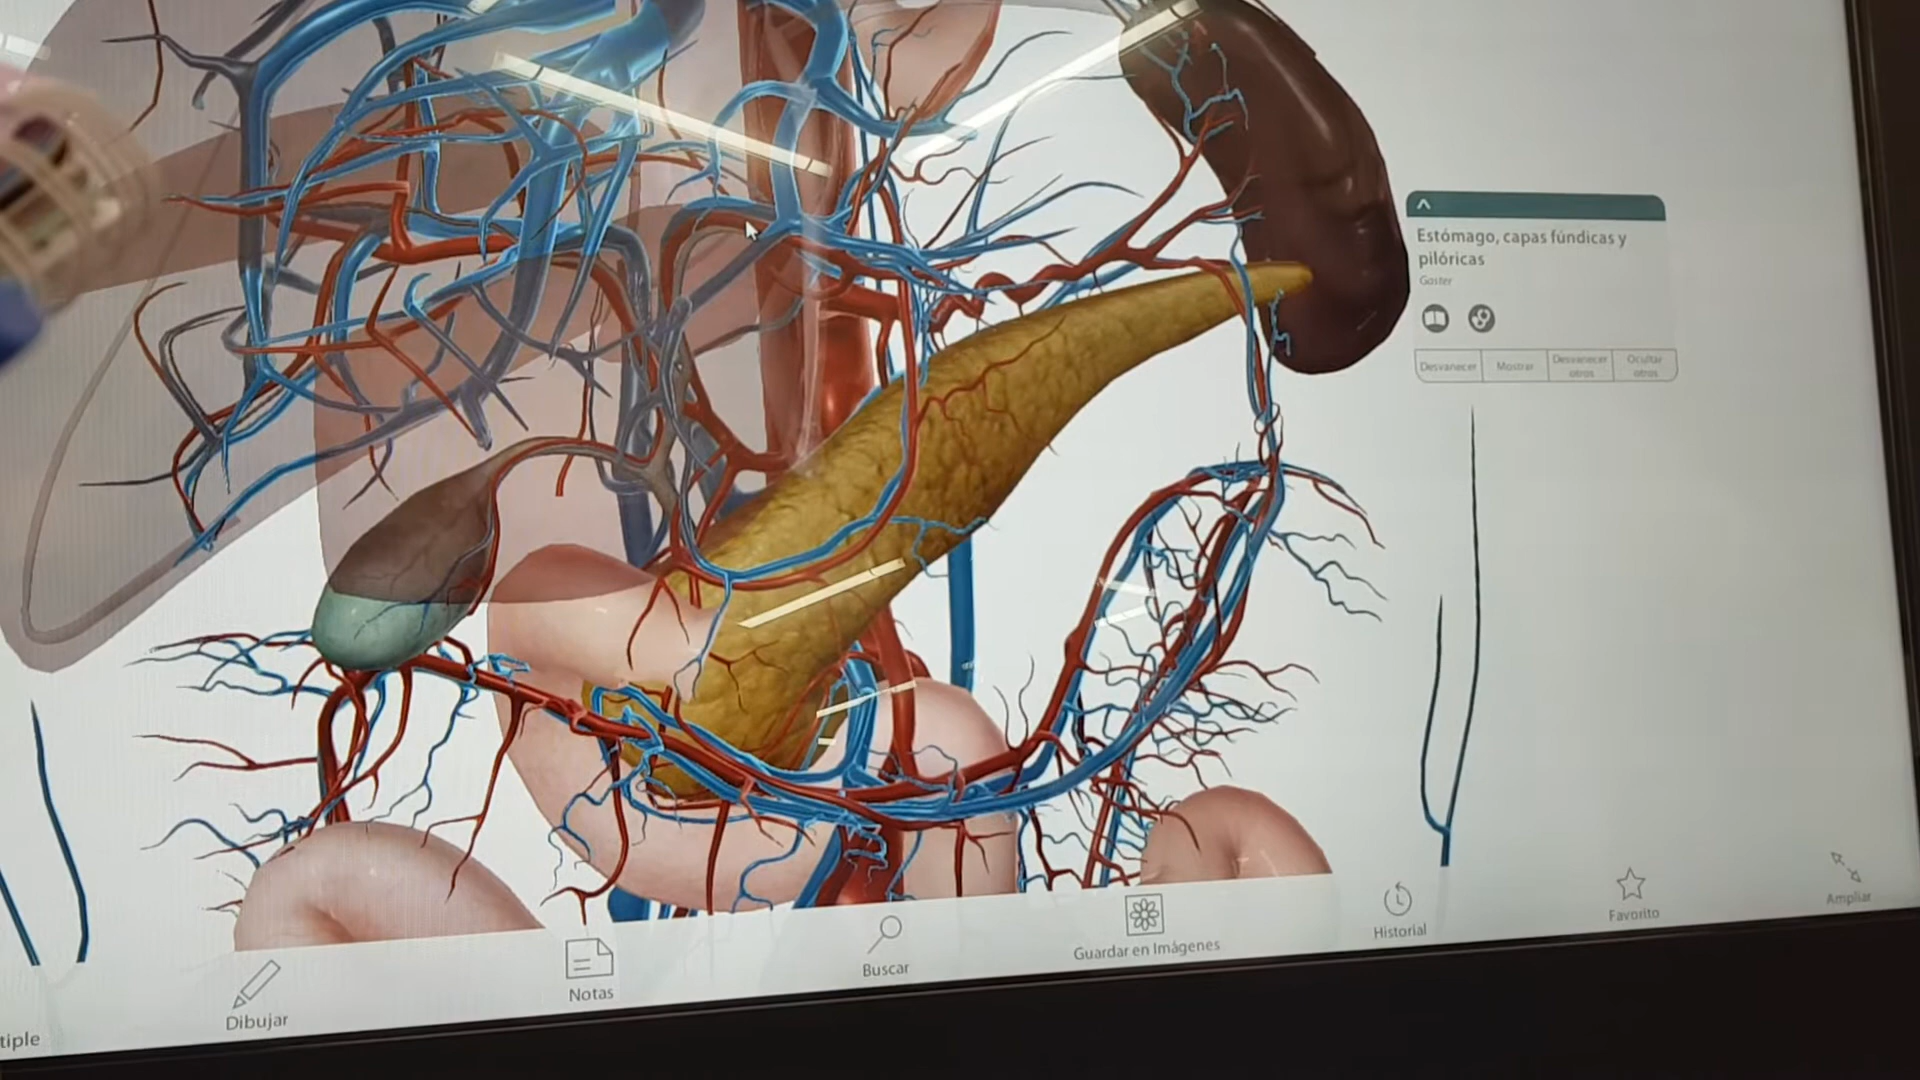 Estómago, capas fúndicas y
pilóricas
Gaster
Desvanecer
Mostrar
Desvanecer
otros
Ocultar
otros
tiple
Dibujar
Notas
Buscar
Guardar en Imágenes
Historial
Favorito
Ampliar